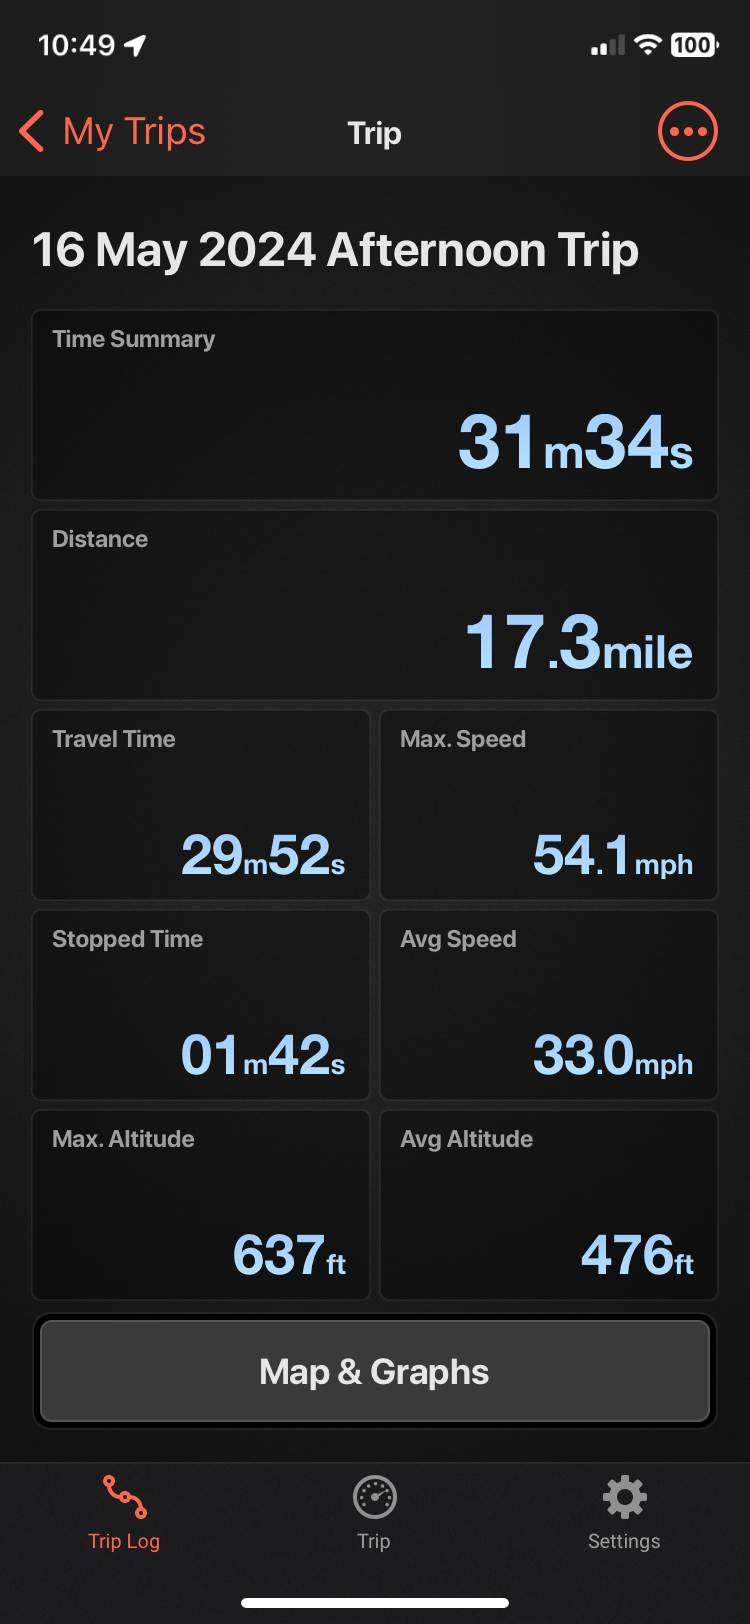 10:49 100
My Trips Trip
16 May 2024 Afternoon Trip
Time Summary
31m34s
Distance
17.3mile
Travel Time
29m52s
Max. Speed
54.1mph
Stopped Time
01m42s
Avg Speed
33.0mph
Max. Altitude
637ft
Avg Altitude
476ft
Map & Graphs
Trip Log Trip Settings